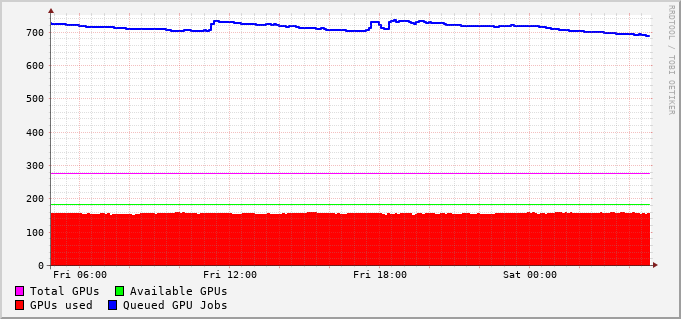 RRDTOOL / TOBI OETIKER
700
600
500
400
300
200
100
0
Fri 06:00 Fri 12:00 Fri 18:00 Sat 00:00
Total GPUs Available GPUs
GPUs used Queued GPU Jobs